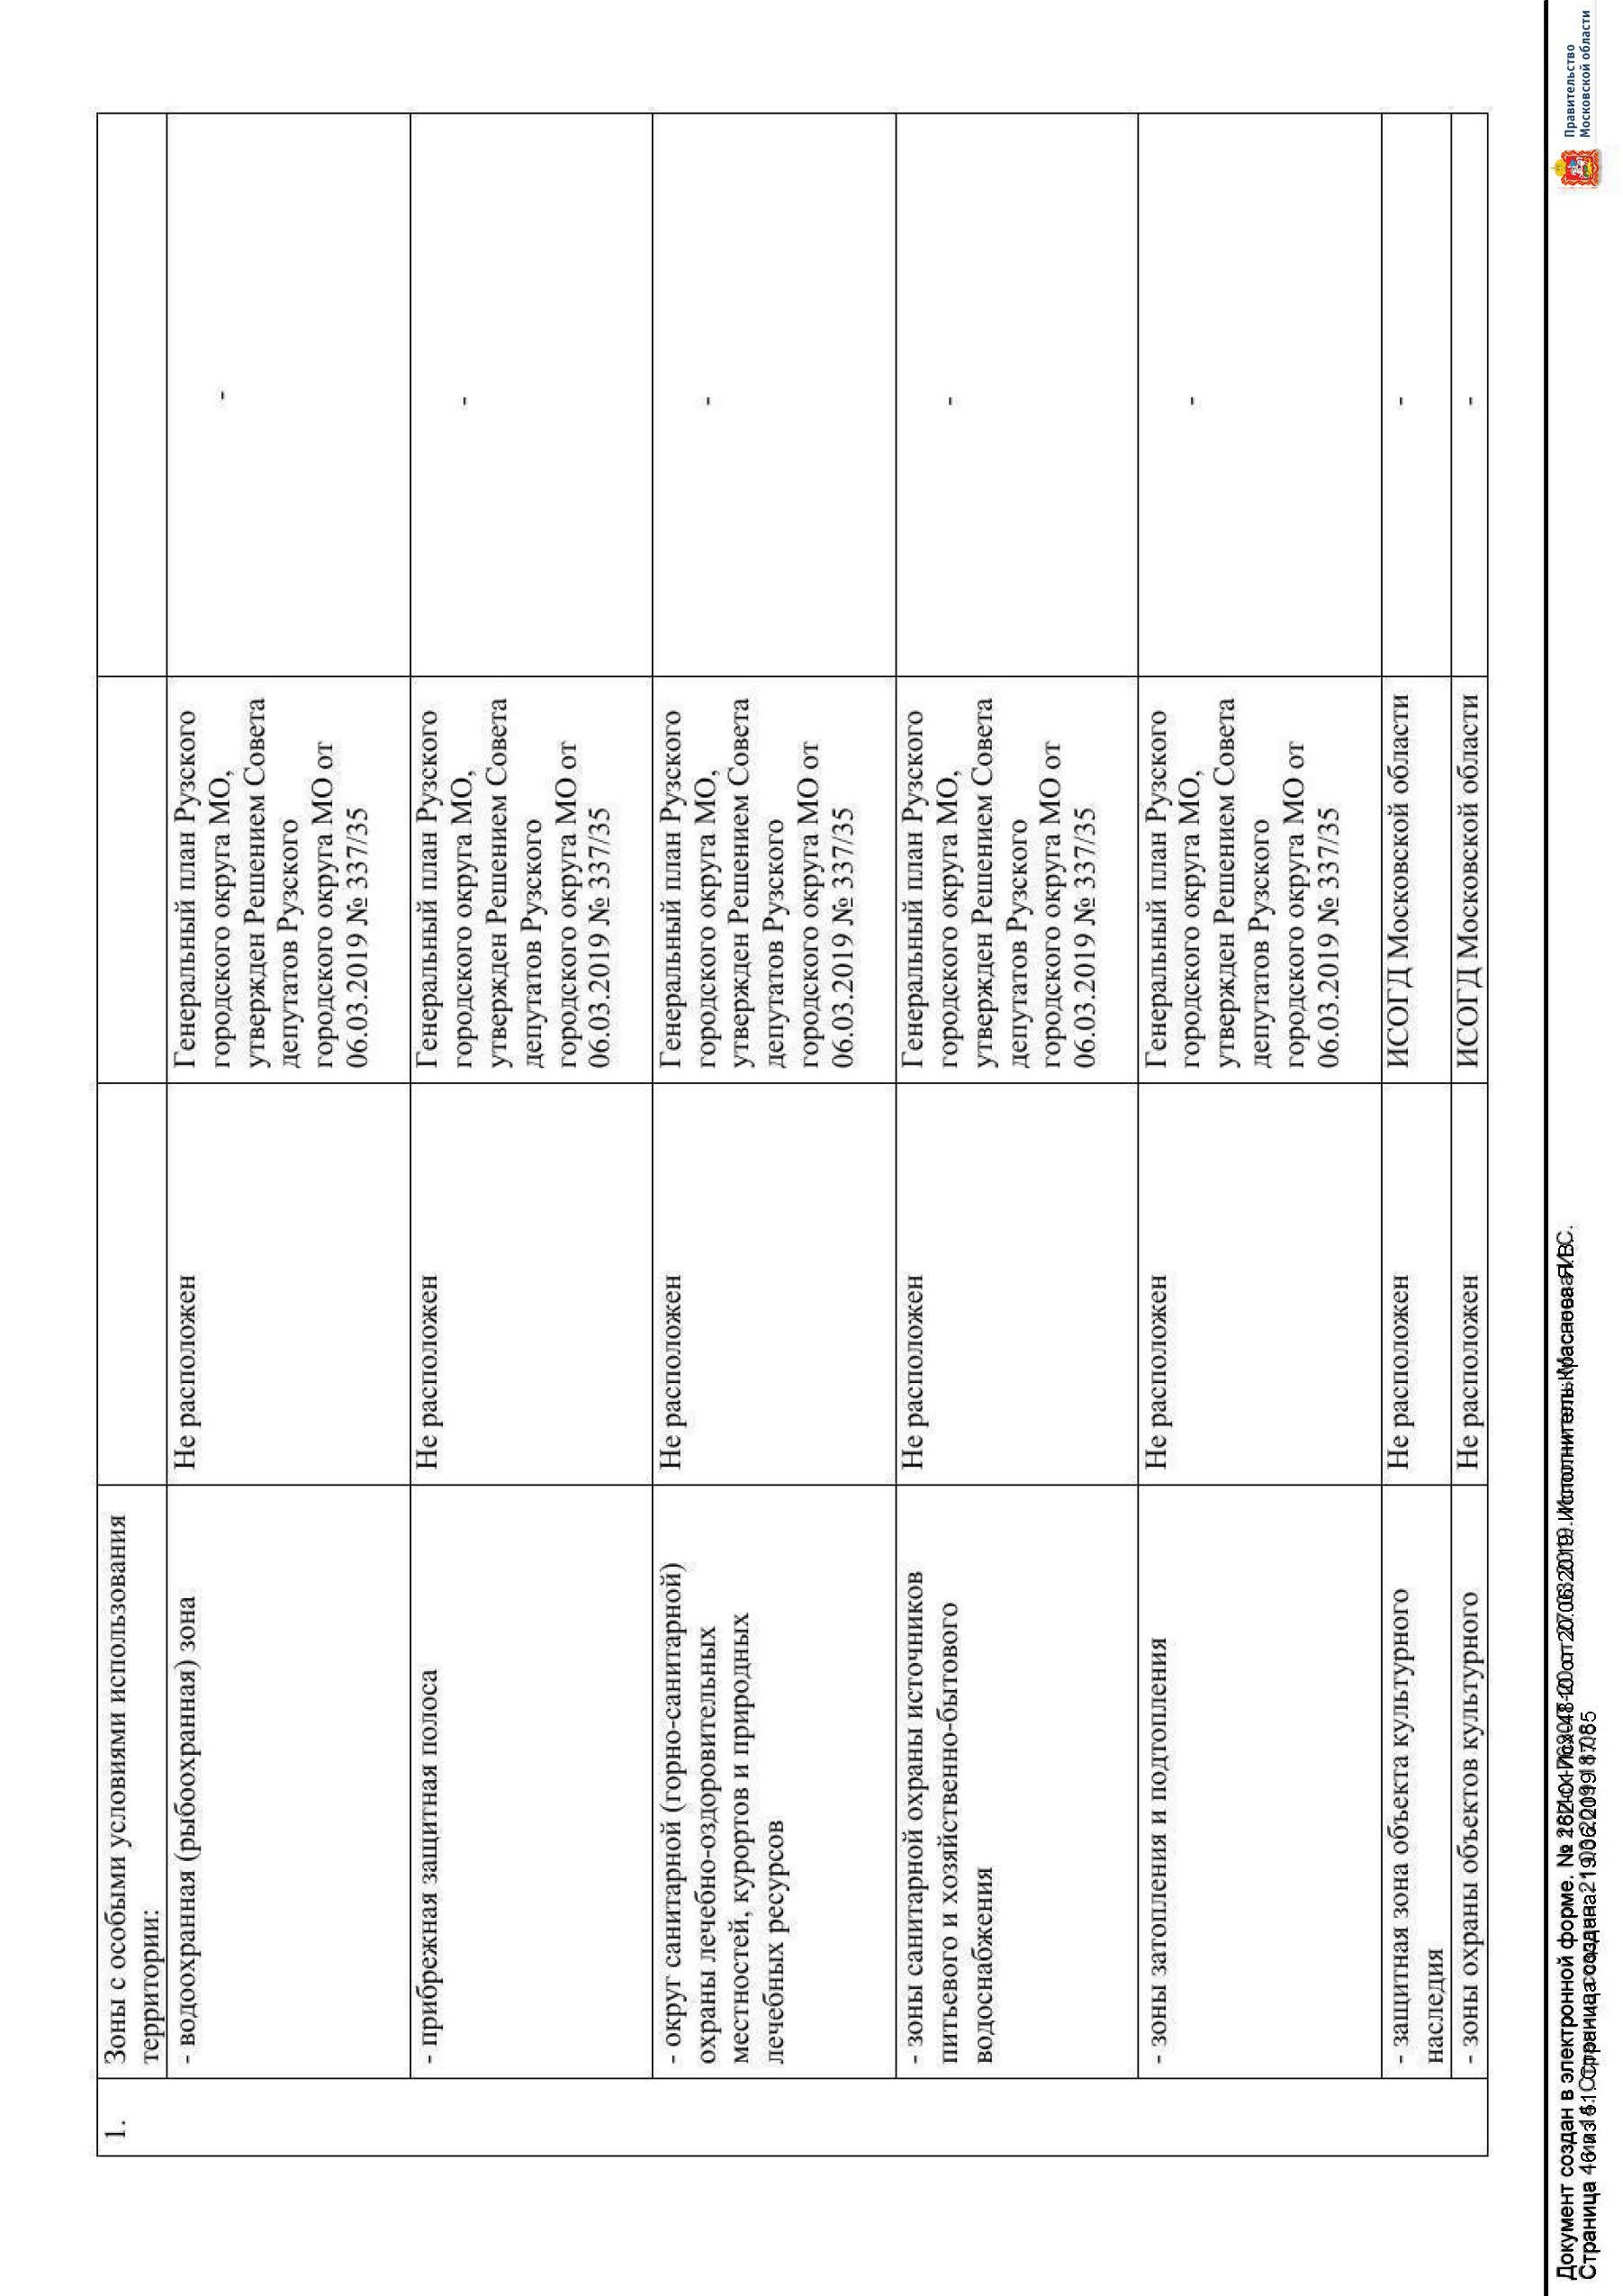 1.
Зоны с особыми условиями использования
территории:
- водоохранная (рыбоохранная) зона
Не расположен
Генеральный план Рузского
городского округа МО,
утвержден Решением Совета
депутатов Рузского
городского округа МО от
06.03.2019 № 337/35
-
- прибрежная защитная полоса
Не расположен
Генеральный план Рузского
городского округа МО,
утвержден Решением Совета
депутатов Рузского
городского округа МО от
06.03.2019 № 337/35
-
- округ санитарной (горно-санитарной)
охраны лечебно-оздоровительных
местностей, курортов и природных
лечебных ресурсов
Не расположен
Генеральный план Рузского
городского округа МО,
утвержден Решением Совета
депутатов Рузского
городского округа МО от
06.03.2019 № 337/35
-
- зоны санитарной охраны источников
питьевого и хозяйственно-бытового
водоснабжения
Не расположен
Генеральный план Рузского
городского округа МО,
утвержден Решением Совета
депутатов Рузского
городского округа МО от
06.03.2019 № 337/35
-
- зоны затопления и подтопления
Не расположен
Генеральный план Рузского
городского округа МО,
утвержден Решением Совета
депутатов Рузского
городского округа МО от
06.03.2019 № 337/35
-
- защитная зона объекта культурного
наследия
Не расположен
ИСОГД Московской области
-
- зоны охраны объектов культурного
Не расположен
ИСОГД Московской области
-
Документ создан в электронной форме. №
Страница
Правительство
Московской области